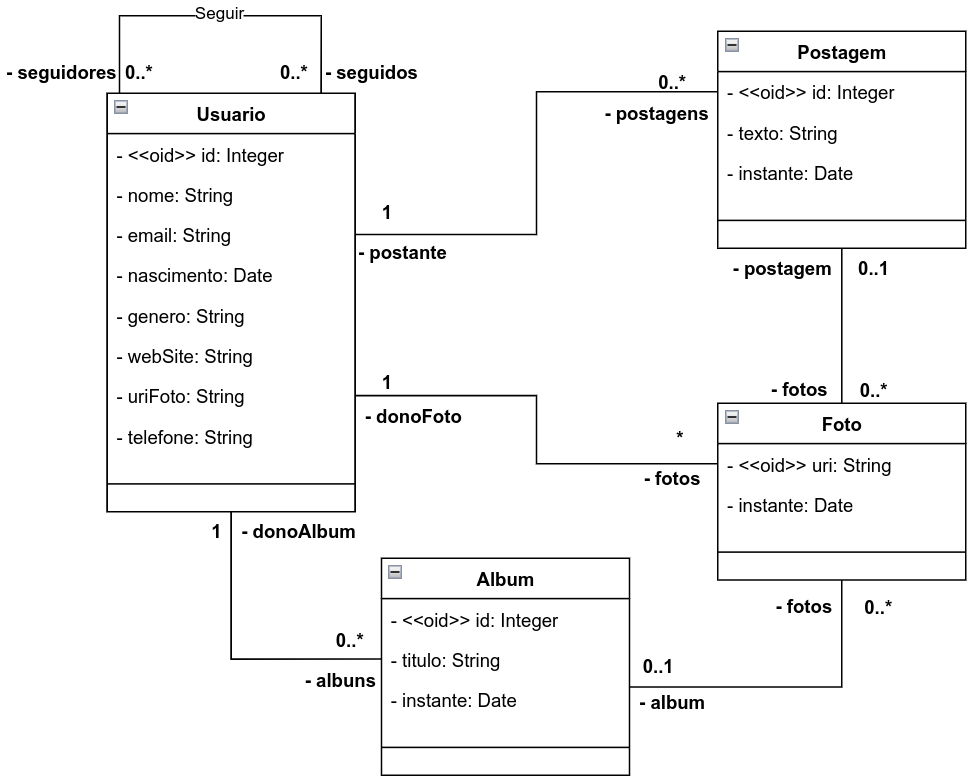 Seguir
- seguidores 0..*
0..* - seguidos
Usuario
- <<oid>> id: Integer
- nome: String
- email: String
- nascimento: Date
- genero: String
- webSite: String
- uriFoto: String
- telefone: String
1
- postante
0..*
- postagens
Postagem
- <<oid>> id: Integer
- texto: String
- instante: Date
- postagem 0..1
- fotos 0..*
1
- donoFoto
*
- fotos
Foto
- <<oid>> uri: String
- instante: Date
1 - donoAlbum
0..*
- albuns
Album
- <<oid>> id: Integer
- titulo: String
- instante: Date
- fotos 0..*
0..1
- album